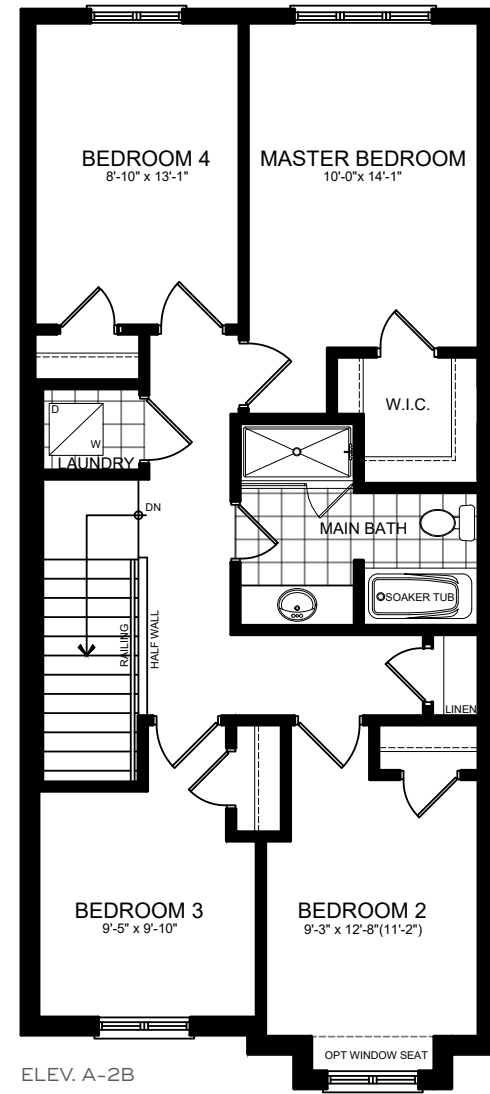 BEDROOM 4
8'-10" x 13'-1"
MASTER BEDROOM
10'-0"x 14'-1"
W.I.C.
D
W
LAUNDRY
DN
MAIN BATH
SOAKER TUB
RAILING
HALF WALL
LINEN
BEDROOM 3
9'-5" x 9'-10"
BEDROOM 2
9'-3" x 12'-8"(11'-2")
OPT WINDOW SEAT
ELEV. A-2B